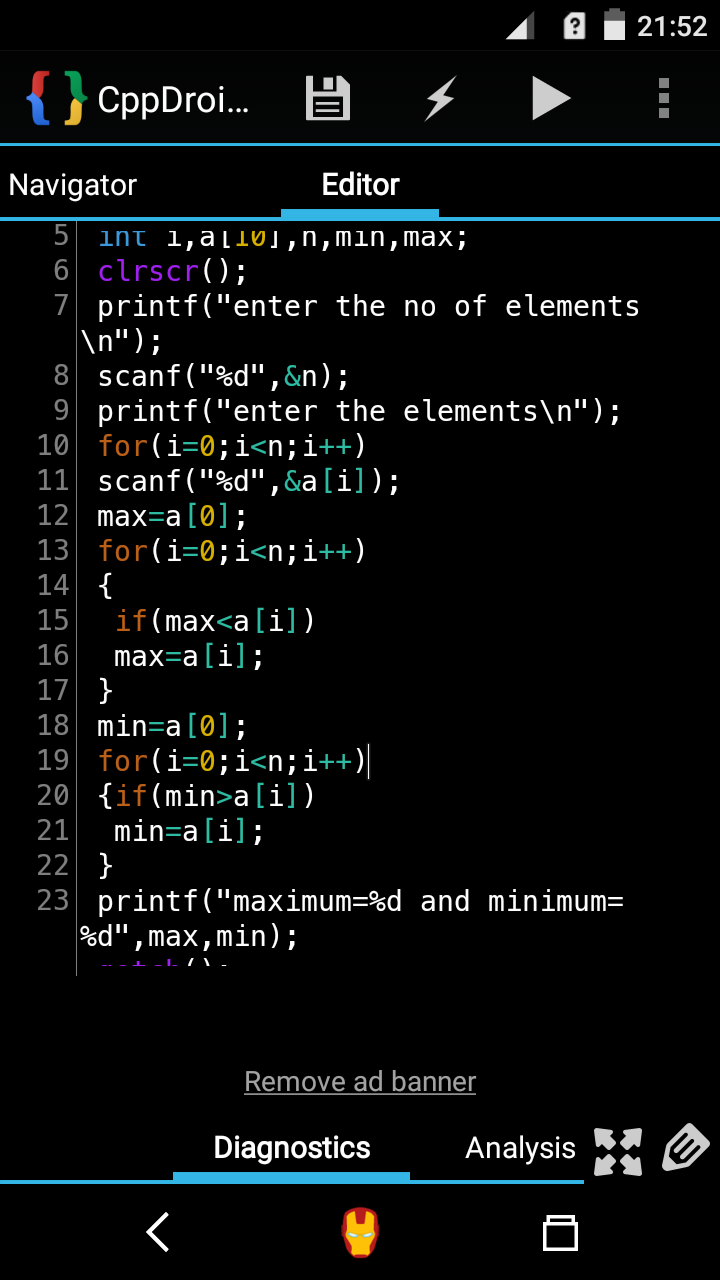 21:52
CppDroi...
Navigator Editor
5 int i,a[10],n,min,max;
6 clrscr();
7 printf("enter the no of elements
\n");
8 scanf("%d",&n);
9 printf("enter the elements\n");
10 for(i=0;i<n;i++)
11 scanf("%d",&a[i]);
12 max=a[0];
13 for(i=0;i<n;i++)
14 {
15 if(max<a[i])
16 max=a[i];
17 }
18 min=a[0];
19 for(i=0;i<n;i++)
20 {if(min>a[i])
21 min=a[i];
22 }
23 printf("maximum=%d and minimum=
%d",max,min);
getch();
Remove ad banner
Diagnostics Analysis